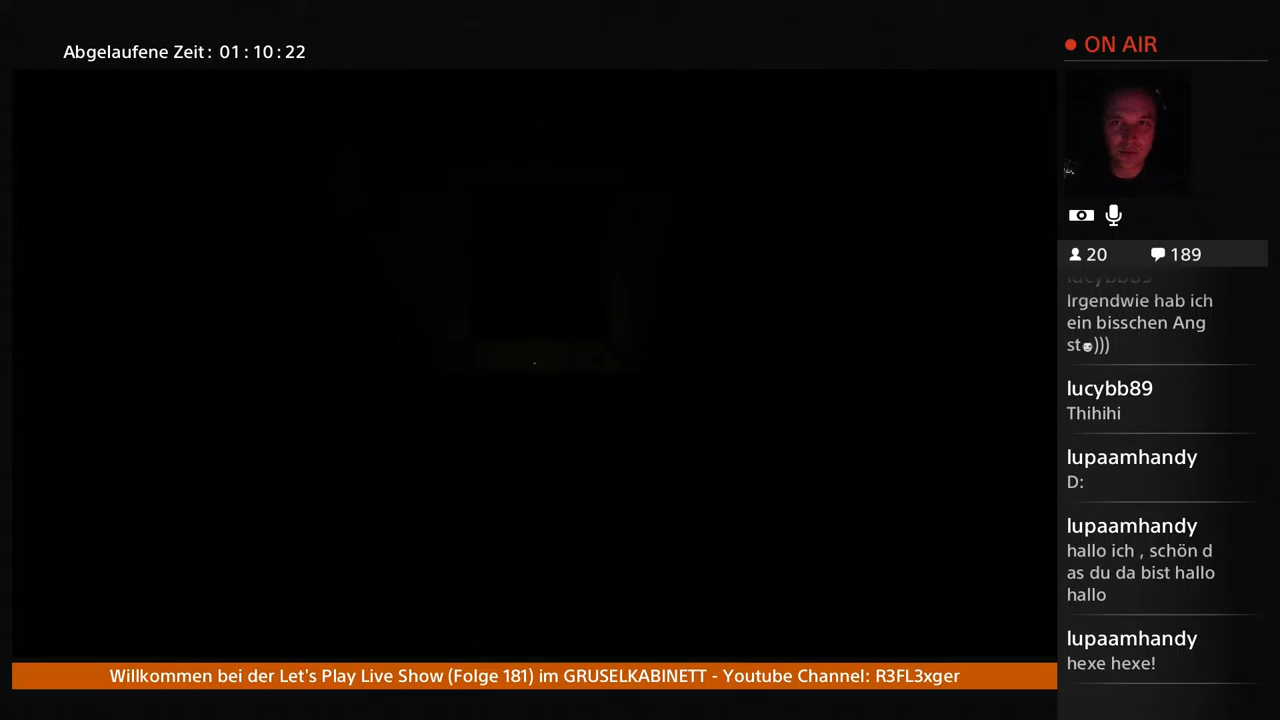 Abgelaufene Zeit: 01:10:22
ON AIR
20 189
lucybb89
Irgendwie hab ich
ein bisschen Ang
st)))
lucybb89
Thihihi
lupaamhandy
D:
lupaamhandy
hallo ich , schön d
as du da bist hallo
hallo
lupaamhandy
hexe hexe!
Willkommen bei der Let's Play Live Show (Folge 181) im GRUSELKABINETT - Youtube Channel: R3FL3xger